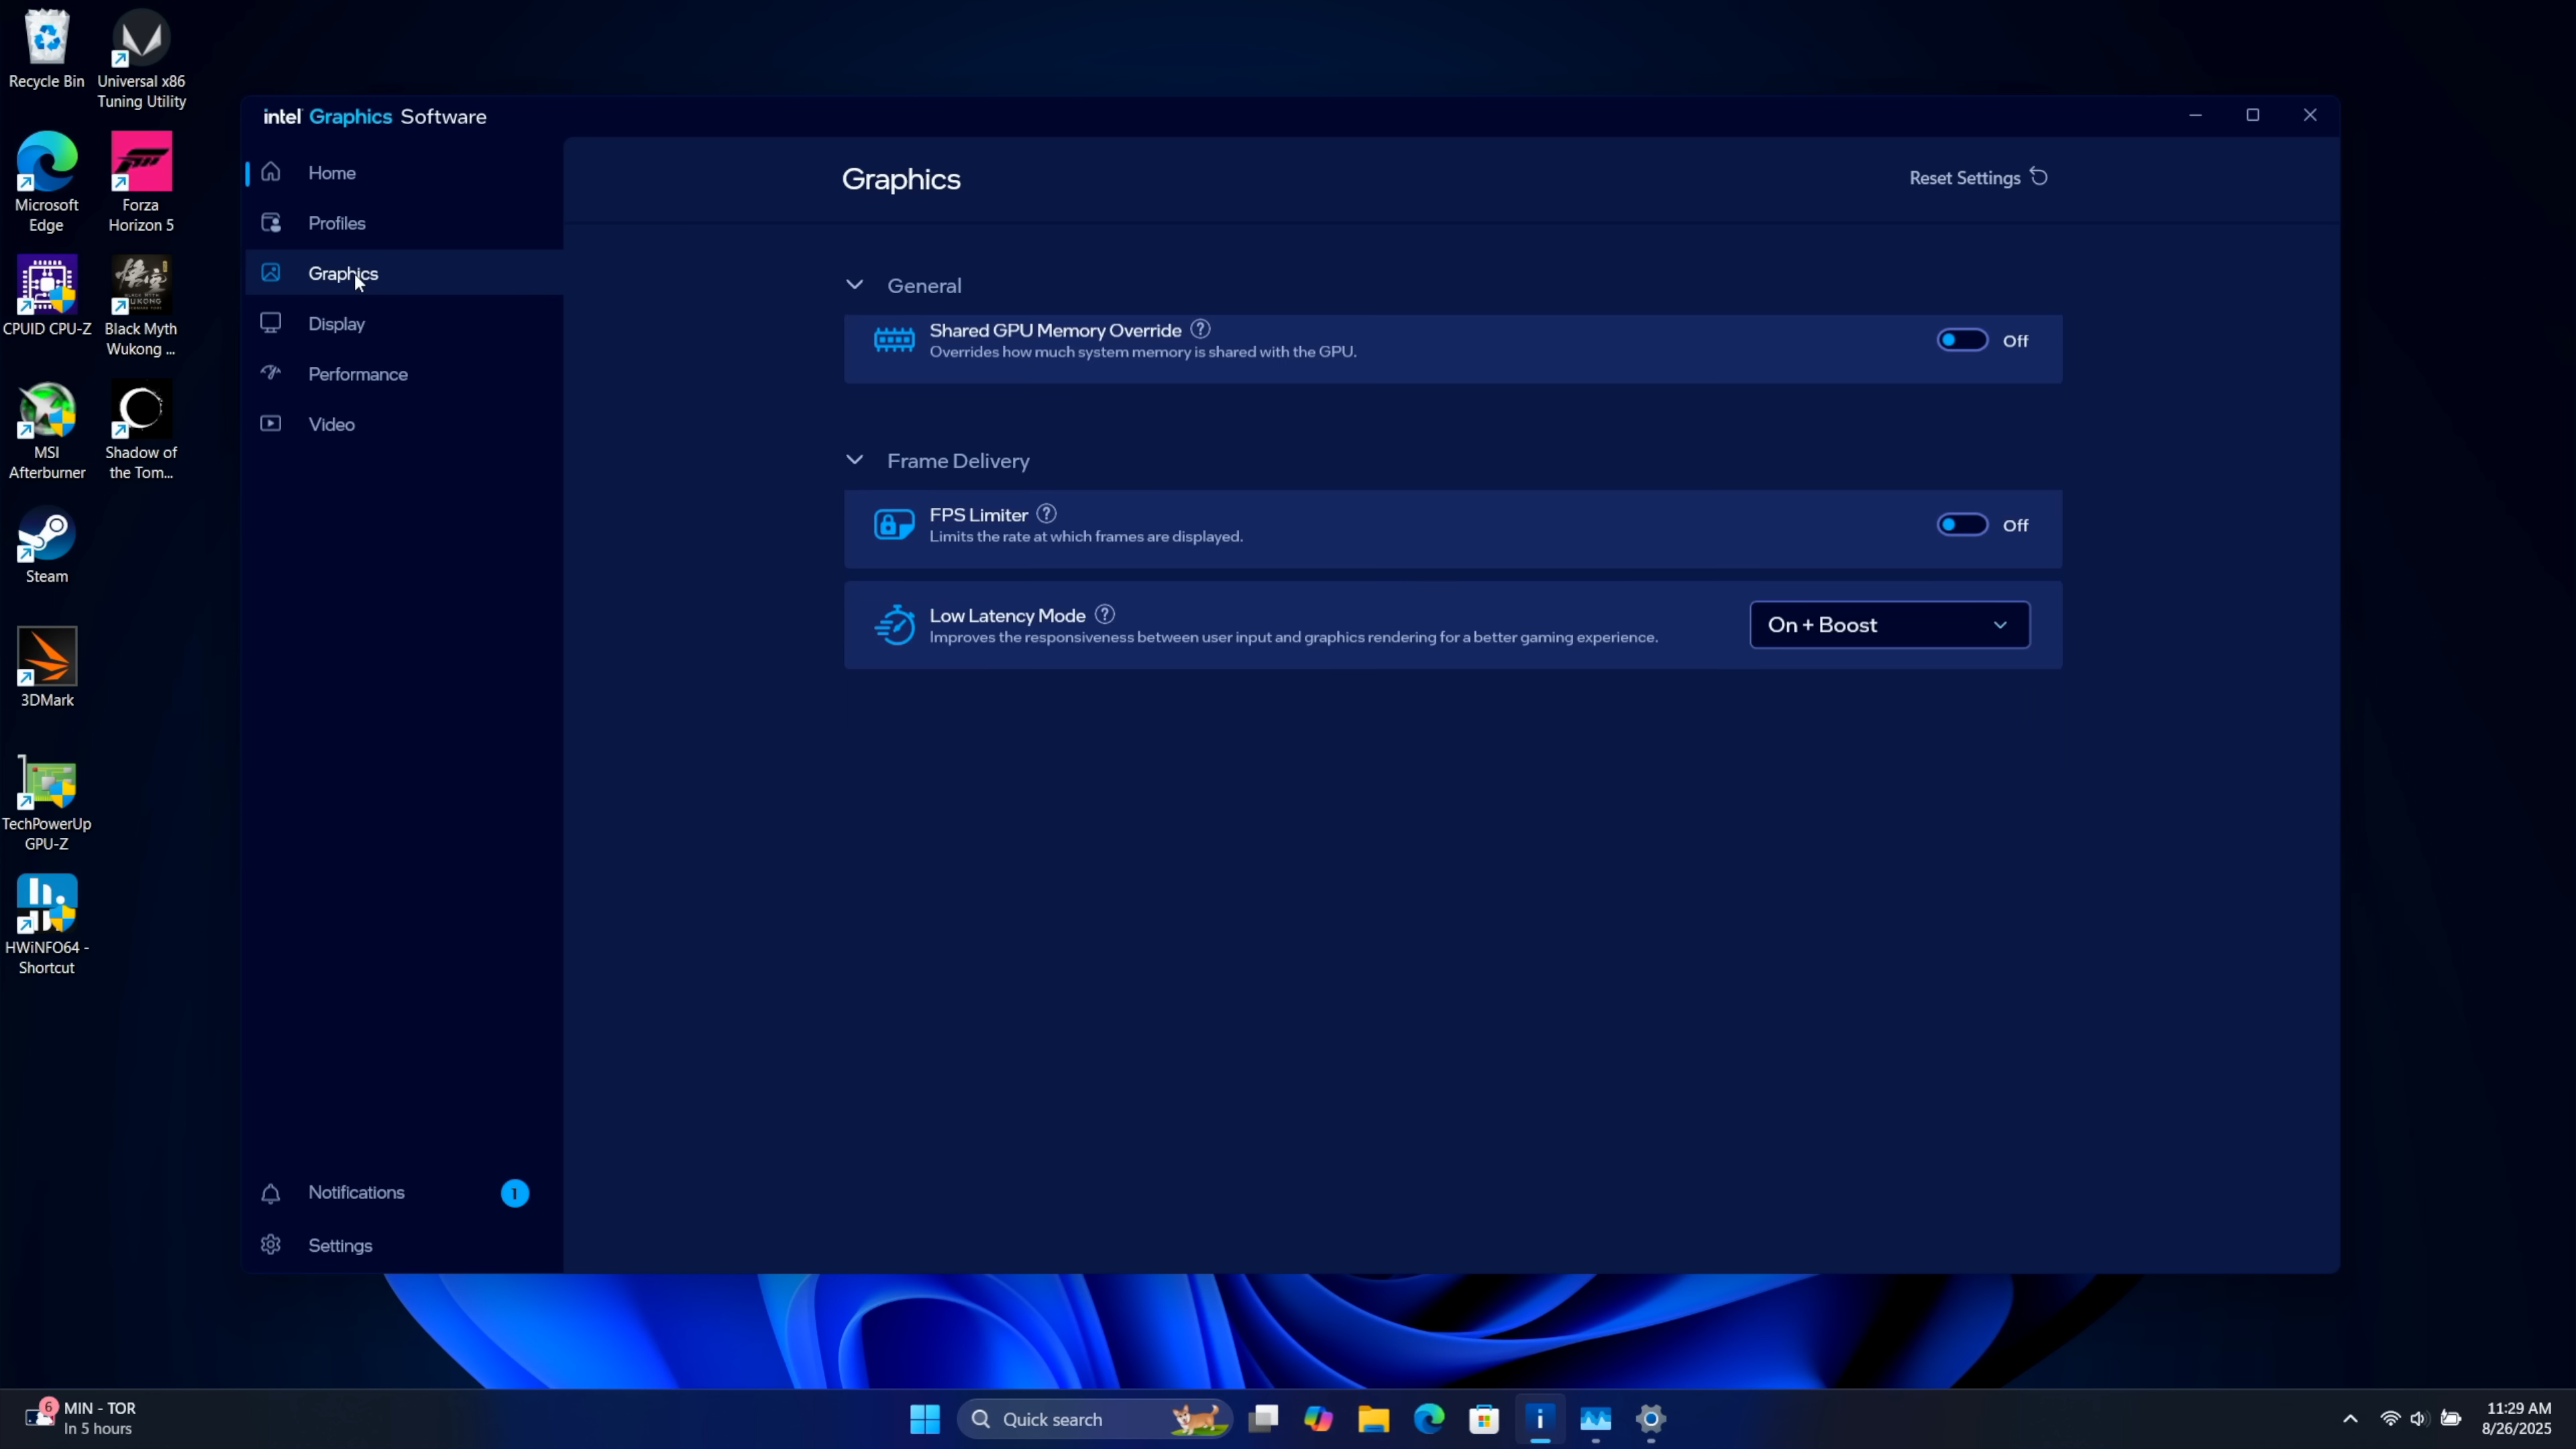 Recycle Bin
Universal x86
Tuning Utility
Microsoft
Edge
Forza
Horizon 5
CPUID CPU-Z
Black Myth
Wukong ...
MSI
Afterburner
Shadow of
the Tom...
Steam
3DMark
TechPowerUp
GPU-Z
HWiNFO64 -
Shortcut
intel Graphics Software
Home
Profiles
Graphics
Display
Performance
Video
Notifications
1
Settings
Graphics
Reset Settings
General
Shared GPU Memory Override
Off
Overrides how much system memory is shared with the GPU.
Frame Delivery
FPS Limiter
Off
Limits the rate at which frames are displayed.
Low Latency Mode
On + Boost
Improves the responsiveness between user input and graphics rendering for a better gaming experience.
6
MIN - TOR
In 5 hours
Quick search
11:29 AM
8/26/2025